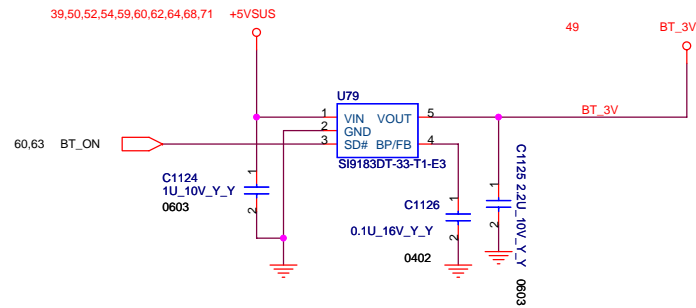 39,50,52,54,59,60,62,64,68,71 +5VSUS
49 BT_3V
U79
1 VIN VOUT 5
2 GND
3 SD# BP/FB 4
SI9183DT-33-T1-E3
BT_3V
60,63 BT_ON
C1124
1U_10V_Y_Y
0603
1
2
C1126
0.1U_16V_Y_Y
0402
1
2
C1125 2.2U_10V_Y_Y 0603
1
2